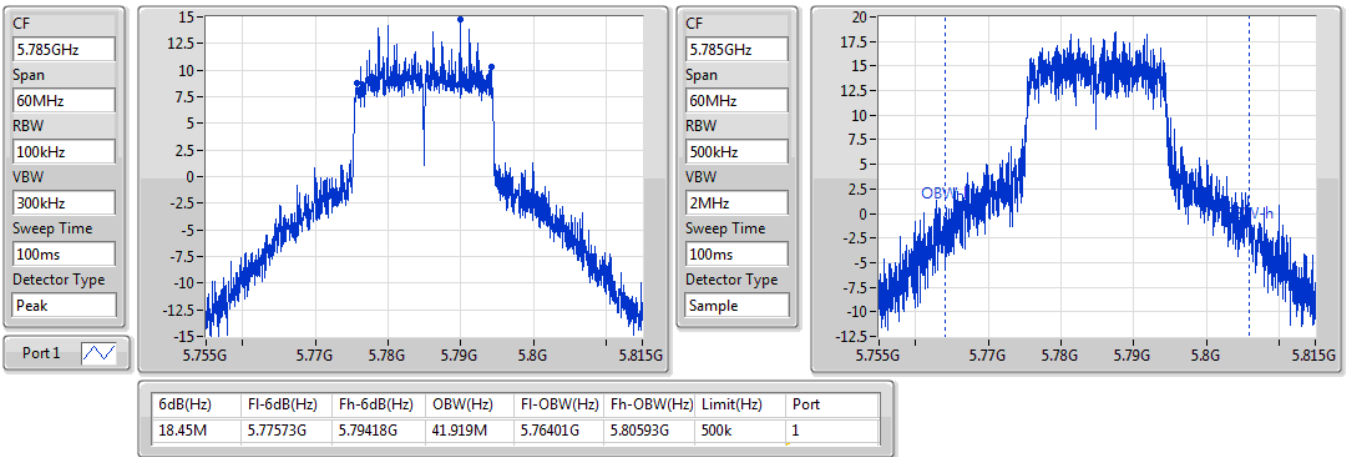 CF
5.785GHz
Span
60MHz
RBW
100kHz
VBW
300kHz
Sweep Time
100ms
Detector Type
Peak
Port 1
15
12.5
10
7.5
5
2.5
0
-2.5
-5
-7.5
-10
-12.5
-15
5.755G 5.77G 5.78G 5.79G 5.8G 5.815G
CF
5.785GHz
Span
60MHz
RBW
500kHz
VBW
2MHz
Sweep Time
100ms
Detector Type
Sample
20
17.5
15
12.5
10
7.5
5
2.5
0
-2.5
-5
-7.5
-10
-12.5
5.755G 5.77G 5.78G 5.79G 5.8G 5.815G
6dB(Hz) Fl-6dB(Hz) Fh-6dB(Hz) OBW(Hz) Fl-OBW(Hz) Fh-OBW(Hz) Limit(Hz) Port
18.45M 5.77573G 5.79418G 41.919M 5.76401G 5.80593G 500k 1